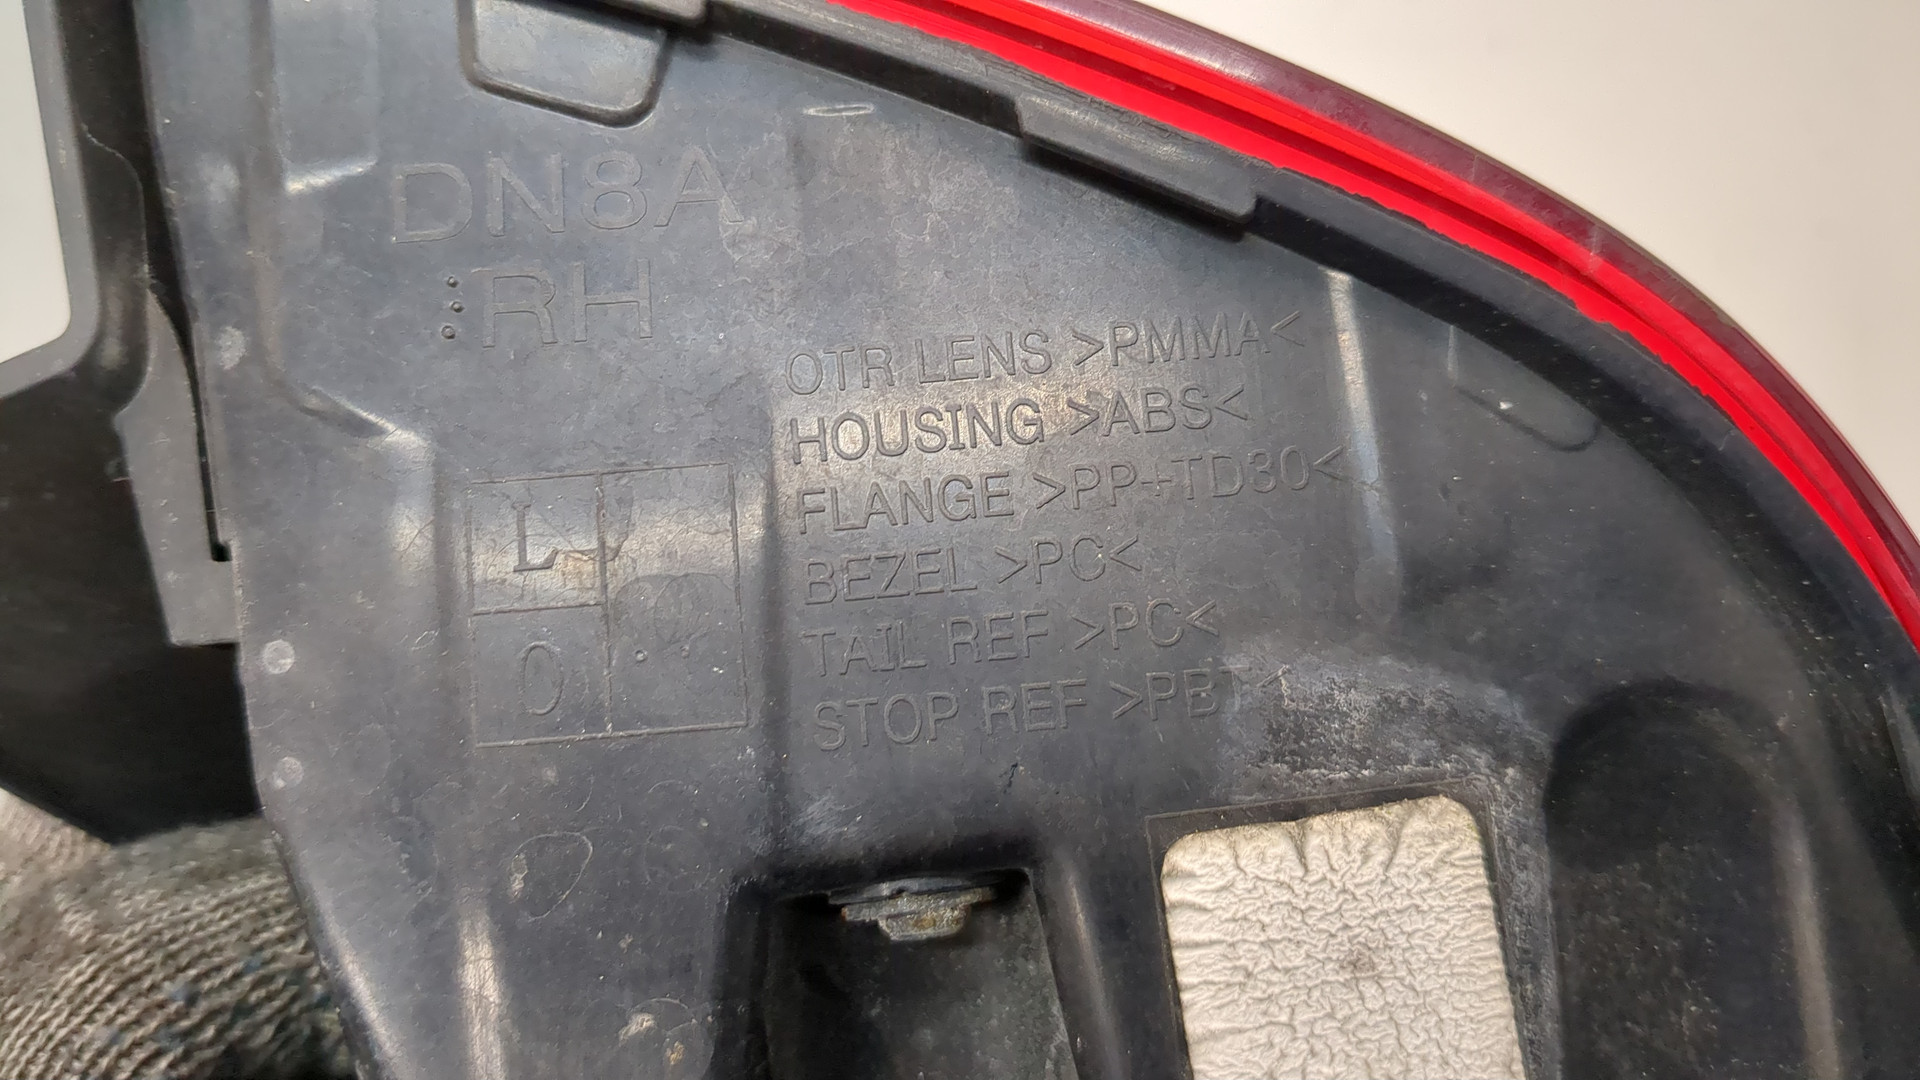 DN8A
RH
OTR LENS >PMMA<
HOUSING >ABS<
FLANGE >PP+TD30<
BEZEL >PC<
TAIL REF >PC<
STOP REF >PBT<
L
0